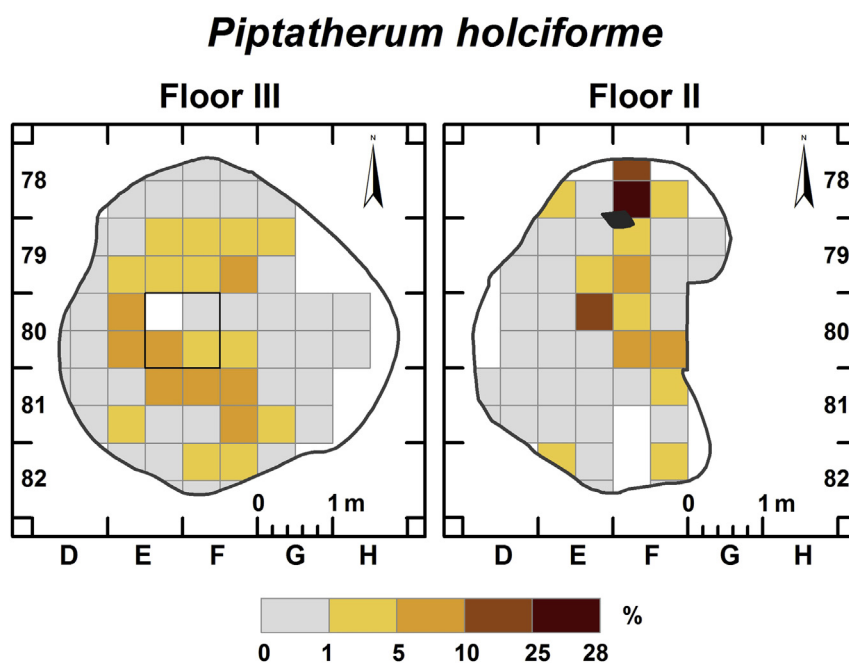 Piptatherum holciforme
Floor III
Floor II
N
N
78
79
80
81
82
78
79
80
81
82
0 1 m
0 1 m
D E F G H
D E F G H
%
0 1 5 10 25 28